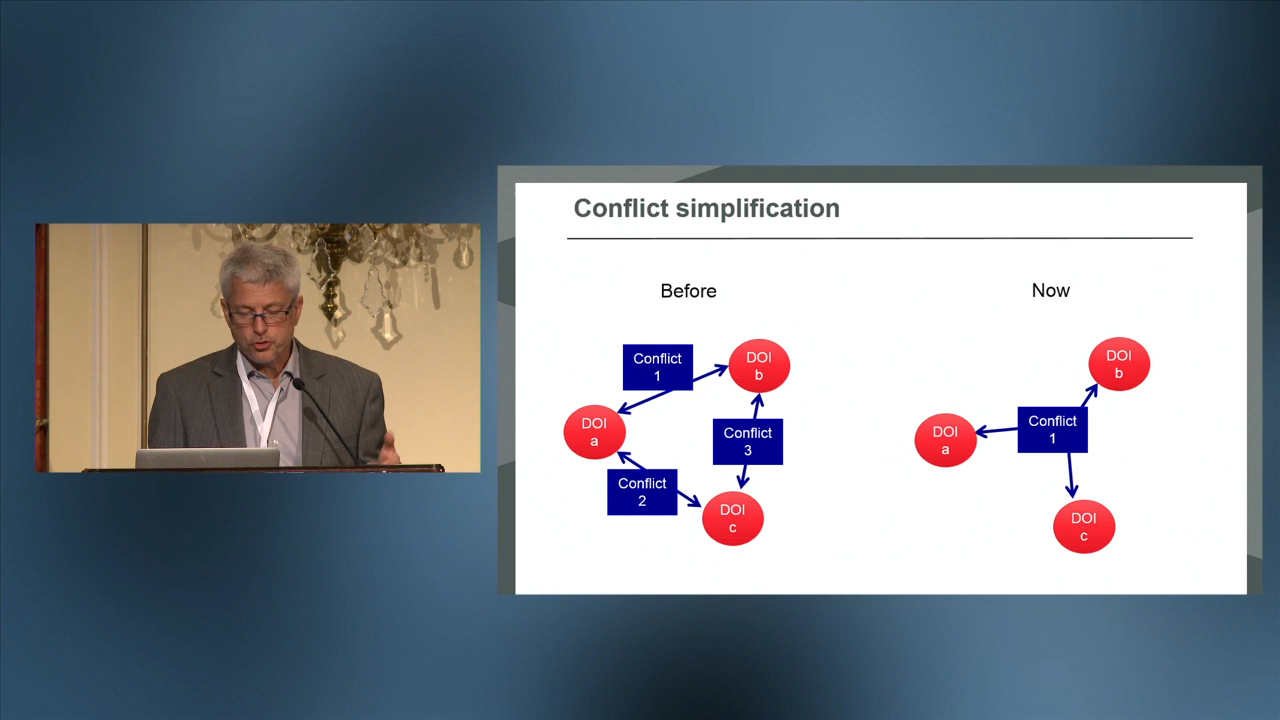 Conflict simplification
Before
Now
Conflict
1
DOI
b
DOI
a
Conflict
3
Conflict
2
DOI
c
DOI
b
Conflict
1
DOI
a
DOI
c